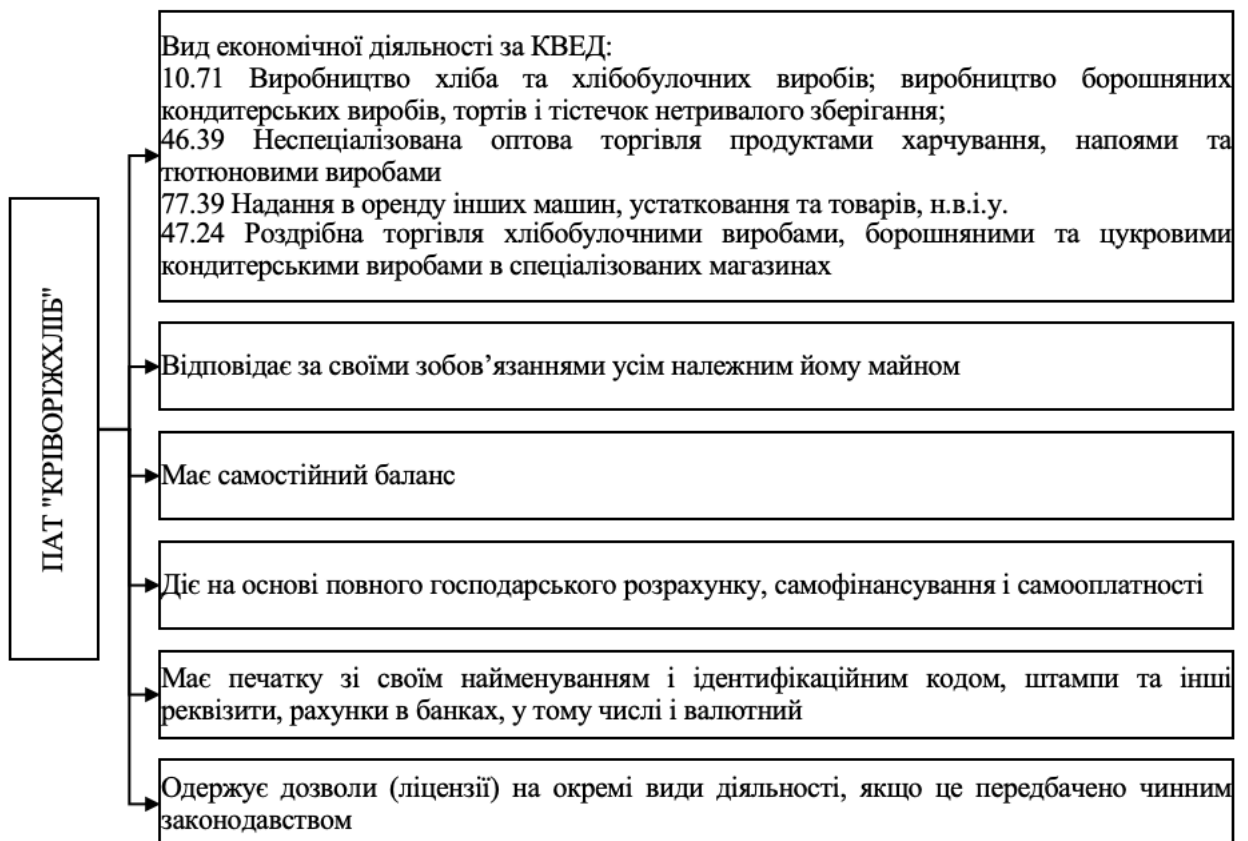 ПАТ "КРІВОРІЖХЛІБ"
Вид економічної діяльності за КВЕД:
10.71 Виробництво хліба та хлібобулочних виробів; виробництво борошняних
кондитерських виробів, тортів і тістечок нетривалого зберігання;
46.39 Неспеціалізована оптова торгівля продуктами харчування, напоями та
тютюновими виробами
77.39 Надання в оренду інших машин, устатковання та товарів, н.в.і.у.
47.24 Роздрібна торгівля хлібобулочними виробами, борошняними та цукровими
кондитерськими виробами в спеціалізованих магазинах
Відповідає за своїми зобов’язаннями усім належним йому майном
Має самостійний баланс
Діє на основі повного господарського розрахунку, самофінансування і самооплатності
Має печатку зі своїм найменуванням і ідентифікаційним кодом, штампи та інші
реквізити, рахунки в банках, у тому числі і валютний
Одержує дозволи (ліцензії) на окремі види діяльності, якщо це передбачено чинним
законодавством